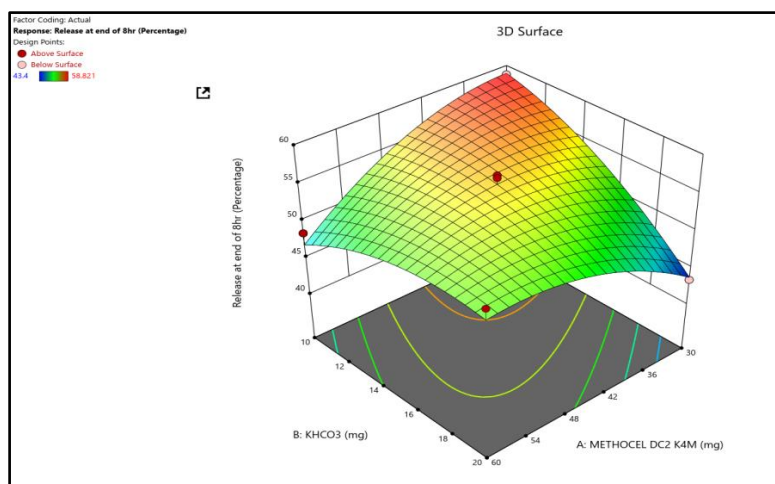 Factor Coding: Actual
Response: Release at end of 8hr (Percentage)
Design Points:
Above Surface
Below Surface
43.4 58.821
3D Surface
60
55
50
45
40
Release at end of 8hr (Percentage)
10
12
14
16
18
20
B: KHCO3 (mg)
60
54
48
42
36
30
A: METHOCEL DC2 K4M (mg)